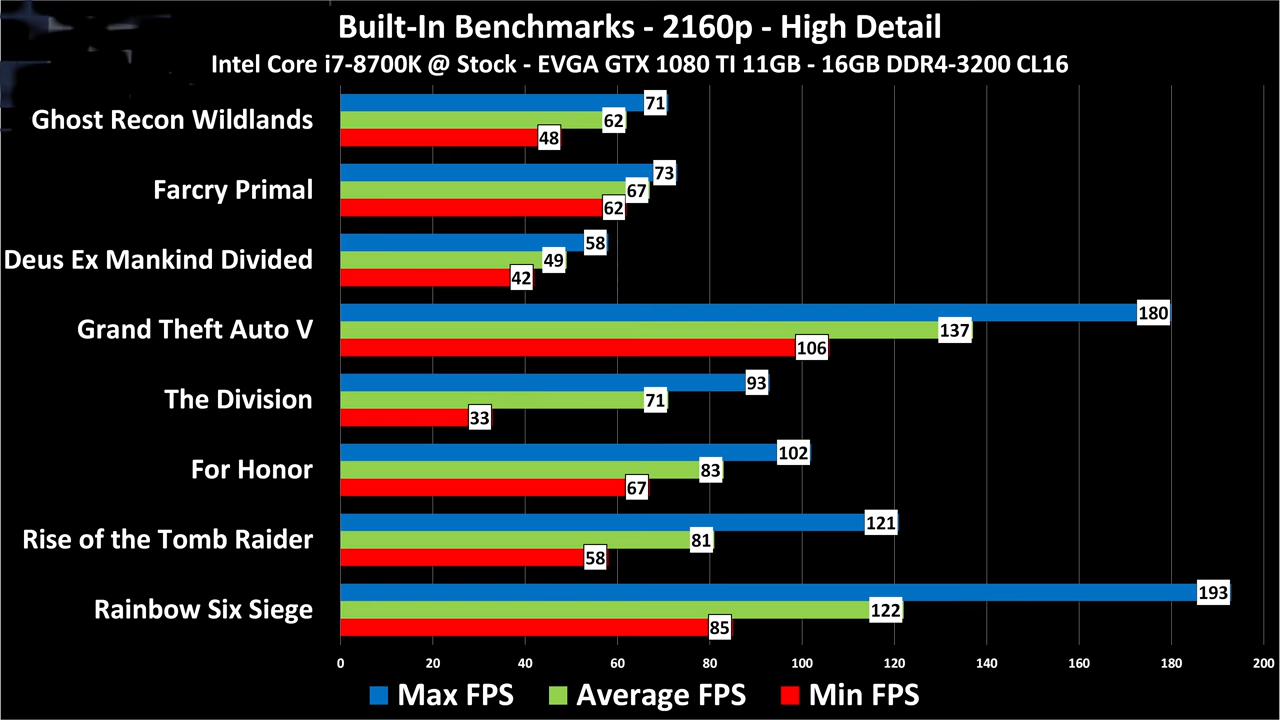 Built-In Benchmarks - 2160p - High Detail
Intel Core i7-8700K @ Stock - EVGA GTX 1080 TI 11GB - 16GB DDR4-3200 CL16
Ghost Recon Wildlands
71
62
48
Farcry Primal
73
67
62
Deus Ex Mankind Divided
58
49
42
Grand Theft Auto V
180
137
106
The Division
93
71
33
For Honor
102
83
67
Rise of the Tomb Raider
121
81
58
Rainbow Six Siege
193
122
85
0 20 40 60 80 100 120 140 160 180 200
Max FPS Average FPS Min FPS